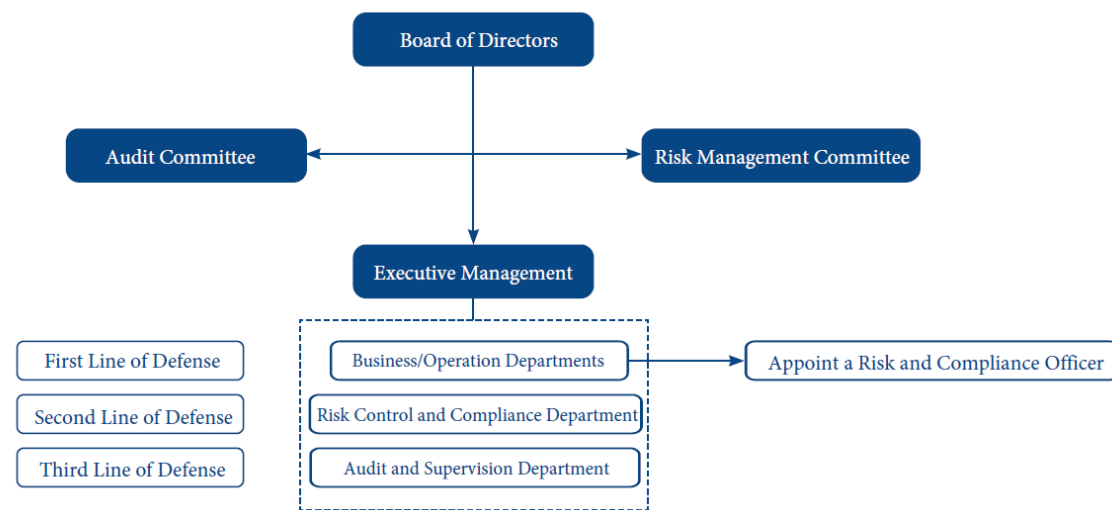 Board of Directors
Audit Committee
Risk Management Committee
Executive Management
First Line of Defense
Business/Operation Departments
Appoint a Risk and Compliance Officer
Second Line of Defense
Risk Control and Compliance Department
Third Line of Defense
Audit and Supervision Department